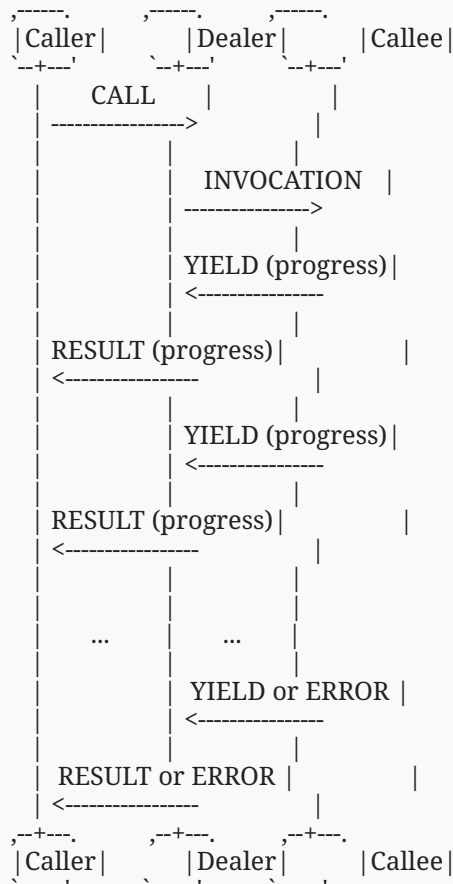 ,------.          ,------.          ,------.
|Caller|          |Dealer|          |Callee|
`--+---'          `--+---'          `--+---'
|       CALL       |                  |
| ----------------->                  |
|                  |                  |
|                  |    INVOCATION   |
|                  | ---------------->
|                  |                  |
|                  | YIELD (progress)|
|                  | <----------------
|                  |                  |
| RESULT (progress)|                  |
| <-----------------                  |
|                  |                  |
|                  | YIELD (progress)|
|                  | <----------------
|                  |                  |
| RESULT (progress)|                  |
| <-----------------                  |
|                  |                  |
|                  |                  |
|       ...        |       ...        |
|                  |                  |
|                  |  YIELD or ERROR |
|                  | <----------------
|                  |                  |
|  RESULT or ERROR |                  |
| <-----------------                  |
,--+---.          ,--+---.          ,--+---.
|Caller|          |Dealer|          |Callee|